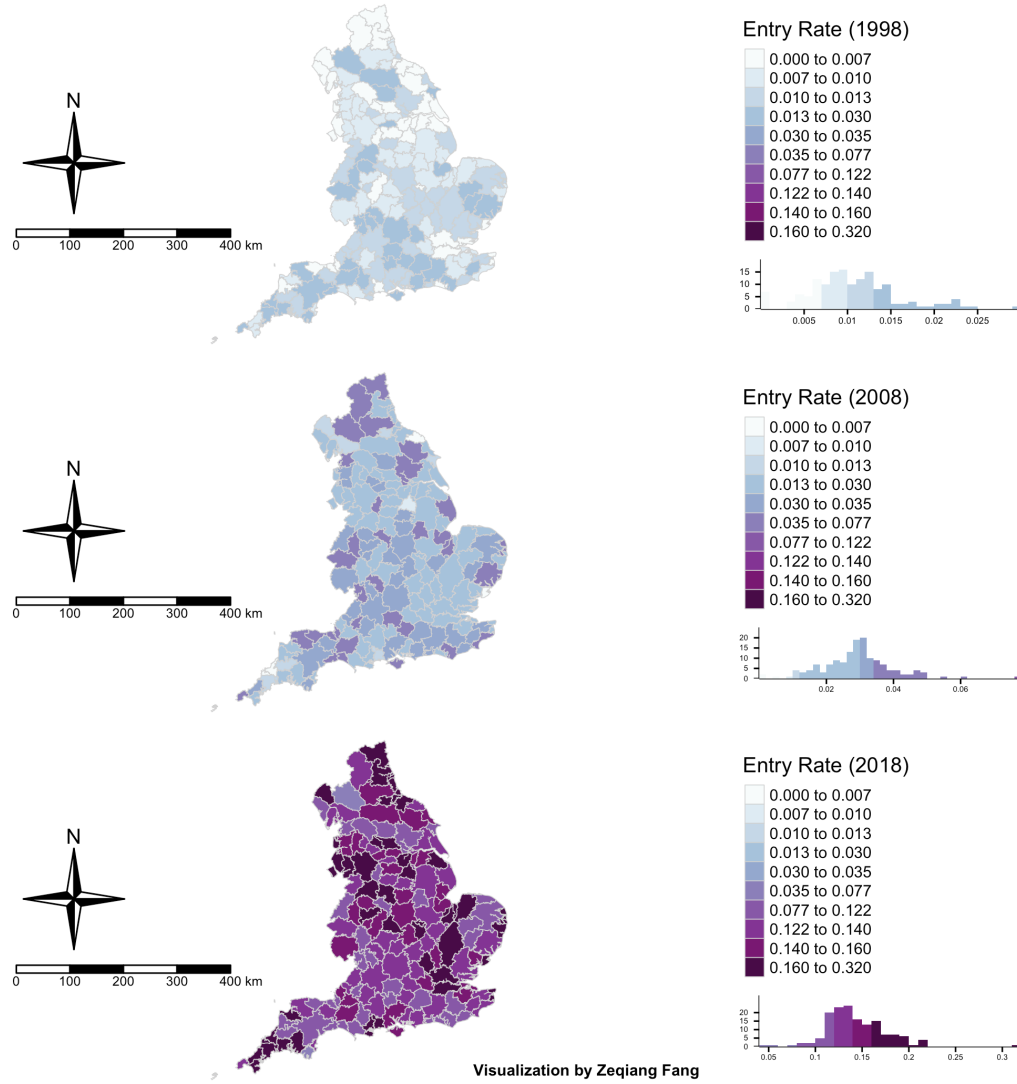 Entry Rate (1998)
0.000 to 0.007
0.007 to 0.010
0.010 to 0.013
0.013 to 0.030
0.030 to 0.035
0.035 to 0.077
0.077 to 0.122
0.122 to 0.140
0.140 to 0.160
0.160 to 0.320
N
0 100 200 300 400 km
15
10
5
0
0.005 0.01 0.015 0.02 0.025
Entry Rate (2008)
0.000 to 0.007
0.007 to 0.010
0.010 to 0.013
0.013 to 0.030
0.030 to 0.035
0.035 to 0.077
0.077 to 0.122
0.122 to 0.140
0.140 to 0.160
0.160 to 0.320
N
0 100 200 300 400 km
20
15
10
5
0
0.02 0.04 0.06
Entry Rate (2018)
0.000 to 0.007
0.007 to 0.010
0.010 to 0.013
0.013 to 0.030
0.030 to 0.035
0.035 to 0.077
0.077 to 0.122
0.122 to 0.140
0.140 to 0.160
0.160 to 0.320
N
0 100 200 300 400 km
20
15
10
5
0
0.05 0.1 0.15 0.2 0.25 0.3
Visualization by Zeqiang Fang